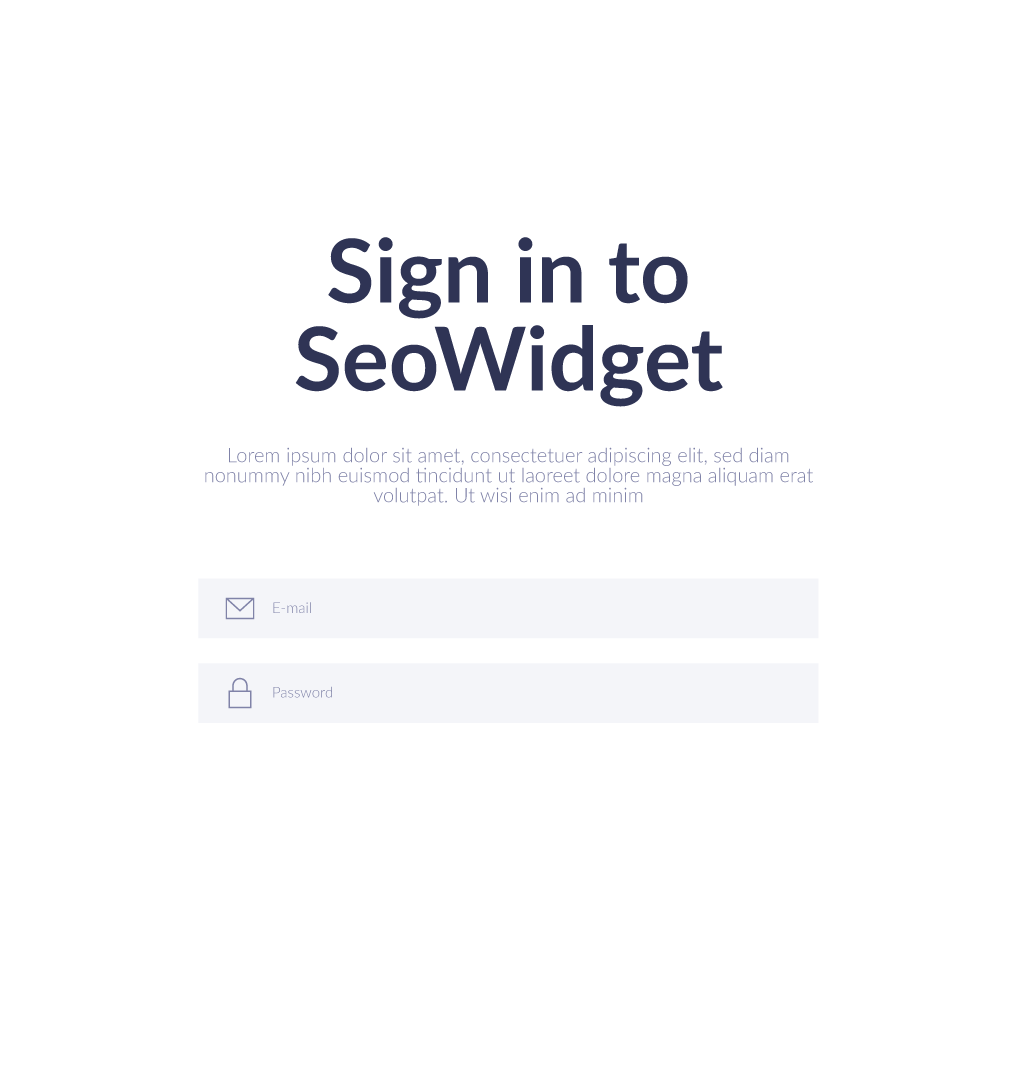 Sign in to
SeoWidget
Lorem ipsum dolor sit amet, consectetuer adipiscing elit, sed diam
nonummy nibh euismod tincidunt ut laoreet dolore magna aliquam erat
volutpat. Ut wisi enim ad minim
E-mail
Password